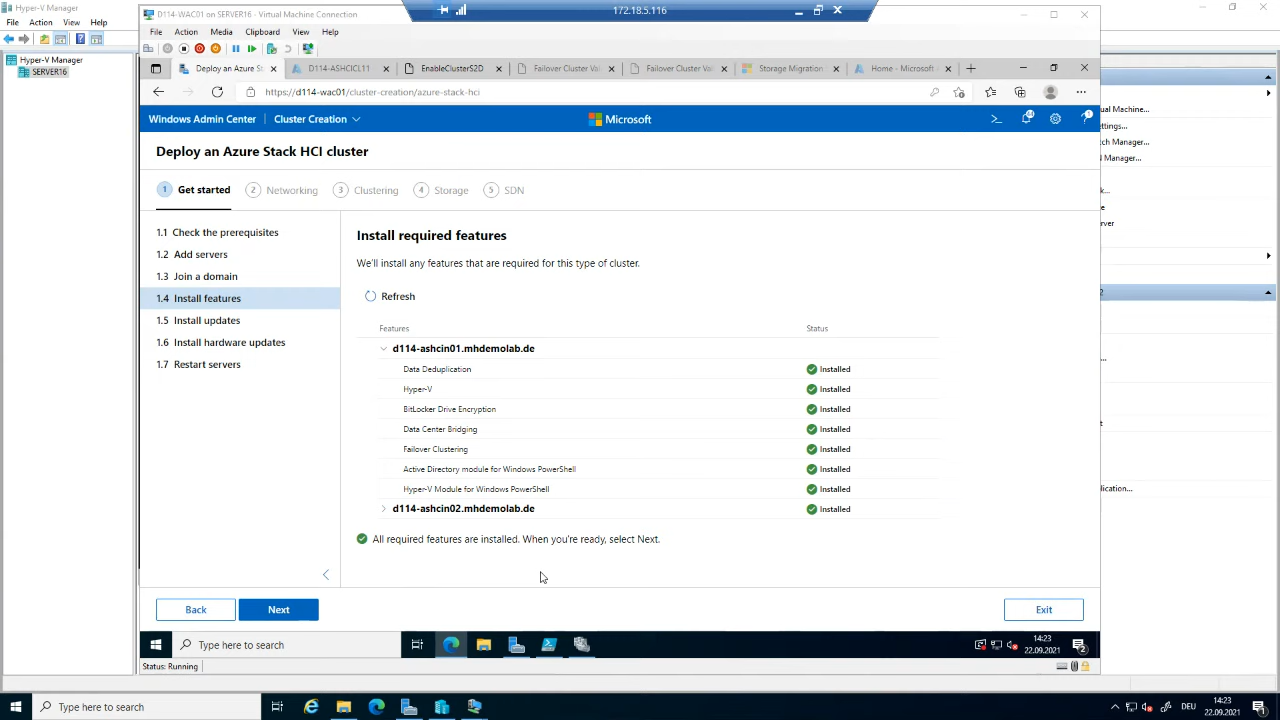 Hyper-V Manager
File Action View Help
Hyper-V Manager
SERVER16
D114-WAC01 on SERVER16 - Virtual Machine Connection
172.18.5.116
File Action Media Clipboard View Help
Deploy an Azure S
D114-ASHCICL11
EnableClusterS2D
Failover Cluster Va
Failover Cluster Va
Storage Migration
Home - Microsoft
https://d114-wac01/cluster-creation/azure-stack-hci
Windows Admin Center
Cluster Creation
Microsoft
Deploy an Azure Stack HCI cluster
1 Get started
2 Networking
3 Clustering
4 Storage
5 SDN
1.1 Check the prerequisites
1.2 Add servers
1.3 Join a domain
1.4 Install features
1.5 Install updates
1.6 Install hardware updates
1.7 Restart servers
Install required features
We'll install any features that are required for this type of cluster.
Refresh
Features Status
d114-ashcin01.mhdemolab.de
Data Deduplication Installed
Hyper-V Installed
BitLocker Drive Encryption Installed
Data Center Bridging Installed
Failover Clustering Installed
Active Directory module for Windows PowerShell Installed
Hyper-V Module for Windows PowerShell Installed
d114-ashcin02.mhdemolab.de Installed
All required features are installed. When you're ready, select Next.
Back
Next
Exit
Type here to search
14:23
22.09.2021
2
Status: Running
ual Machine...
ttings...
tch Manager...
N Manager...
erver
lication...
Type here to search
DEU
14:23
22.09.2021
1